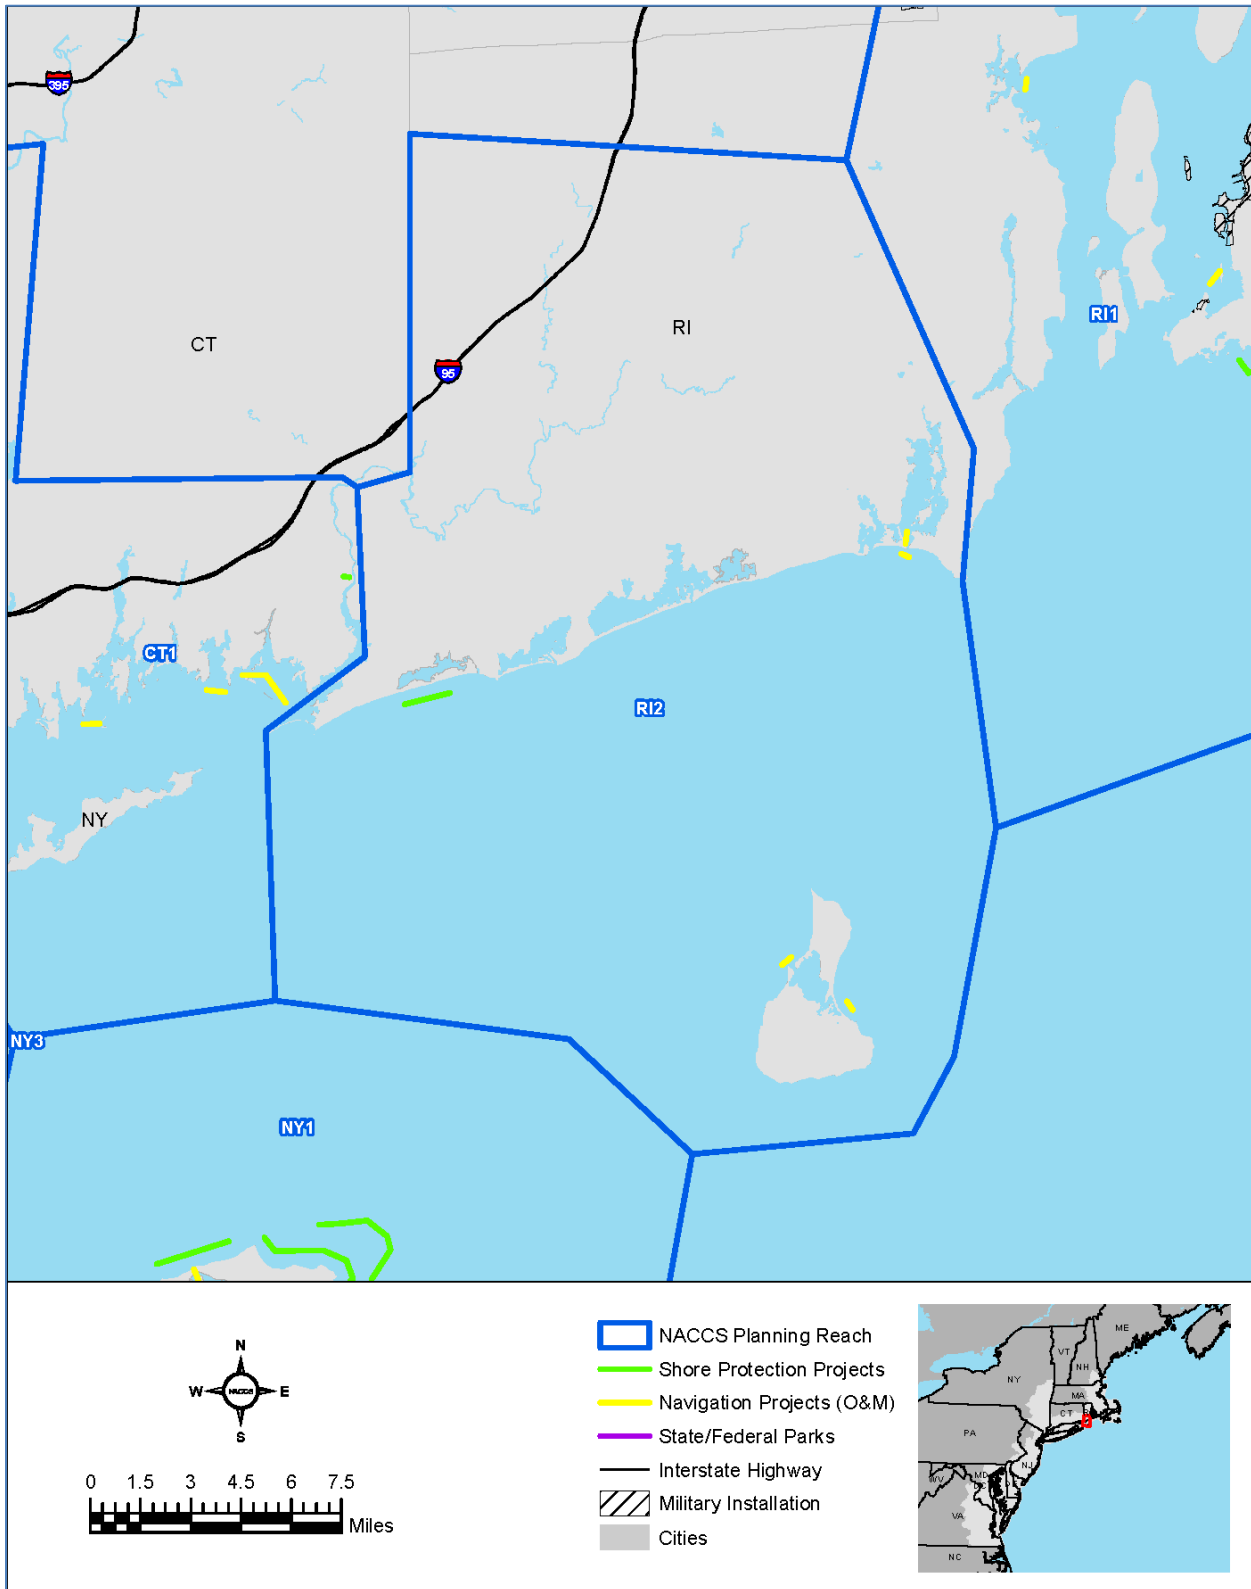 395
RI1
RI
CT
95
CT1
RI2
NY
NY3
NY1
N
W NACCS E
S
0 1.5 3 4.5 6 7.5
Miles
NACCS Planning Reach
Shore Protection Projects
Navigation Projects (O&M)
State/Federal Parks
Interstate Highway
Military Installation
Cities
ME
VT
NH
NY
MA
CT
PA
NJ
MD
WV
VA
NC